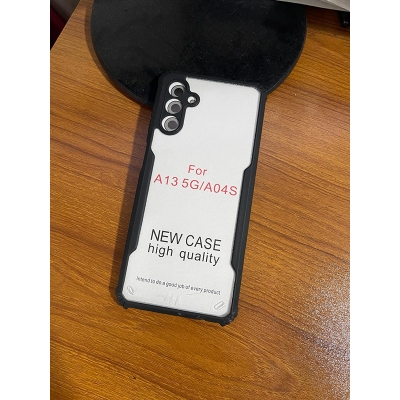 For
A13 5G/A04S
NEW CASE
high quality
Intend to do a good job of every product